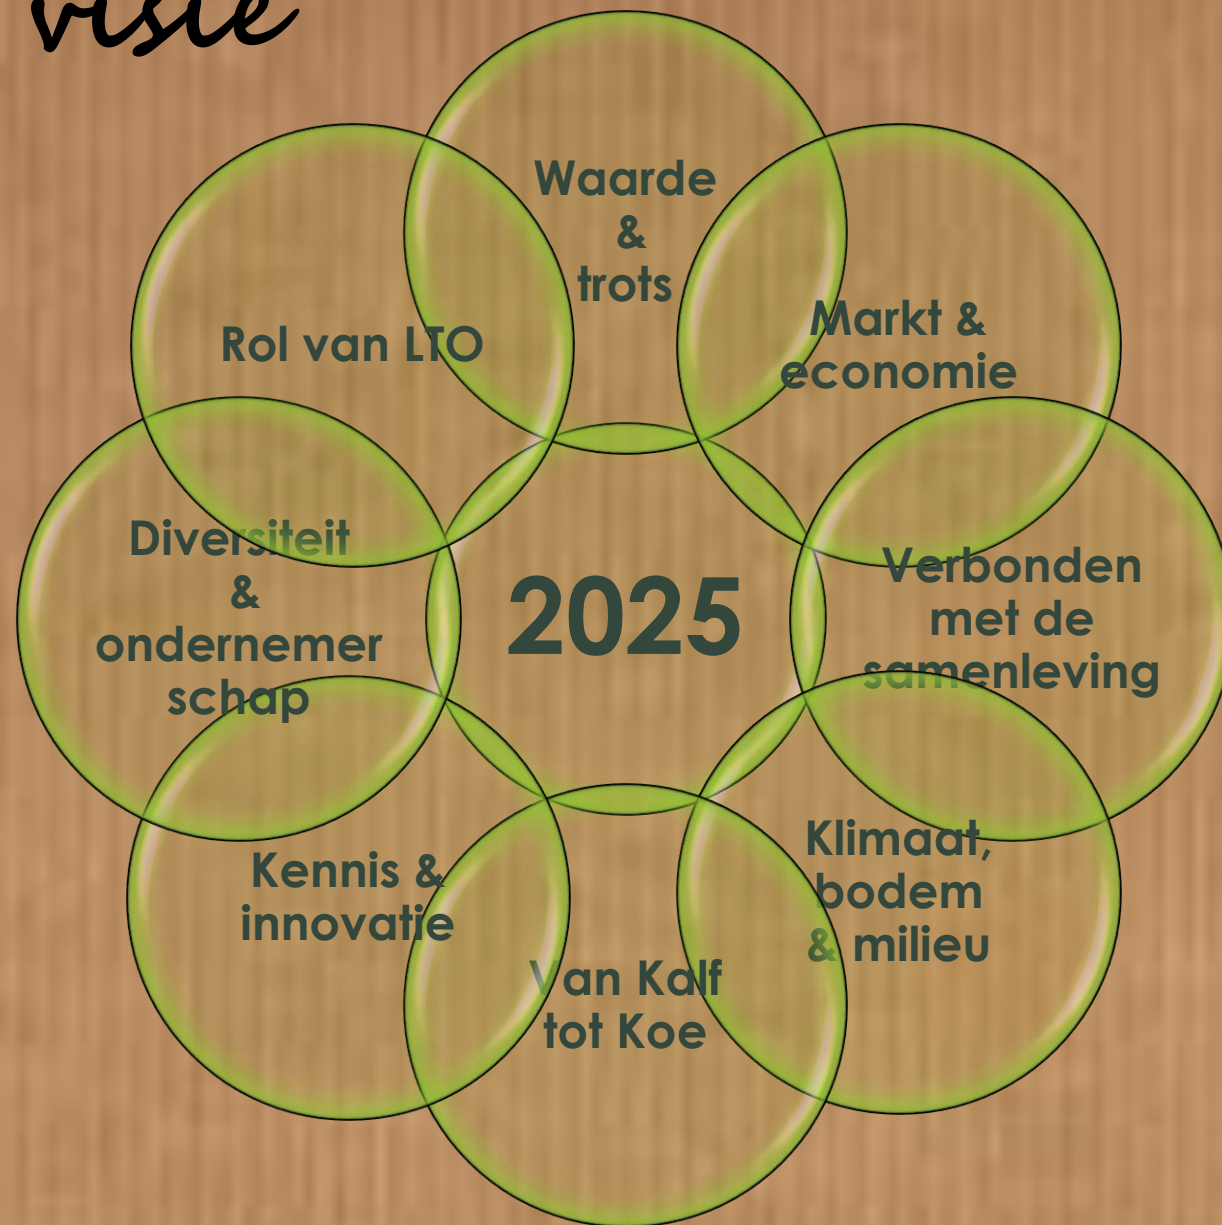 visie
Waarde
&
trots
Markt &
economie
Verbonden
met de
samenleving
Klimaat,
bodem
& milieu
Van Kalf
tot Koe
Kennis &
innovatie
Diversiteit
&
ondernemer
schap
Rol van LTO
2025